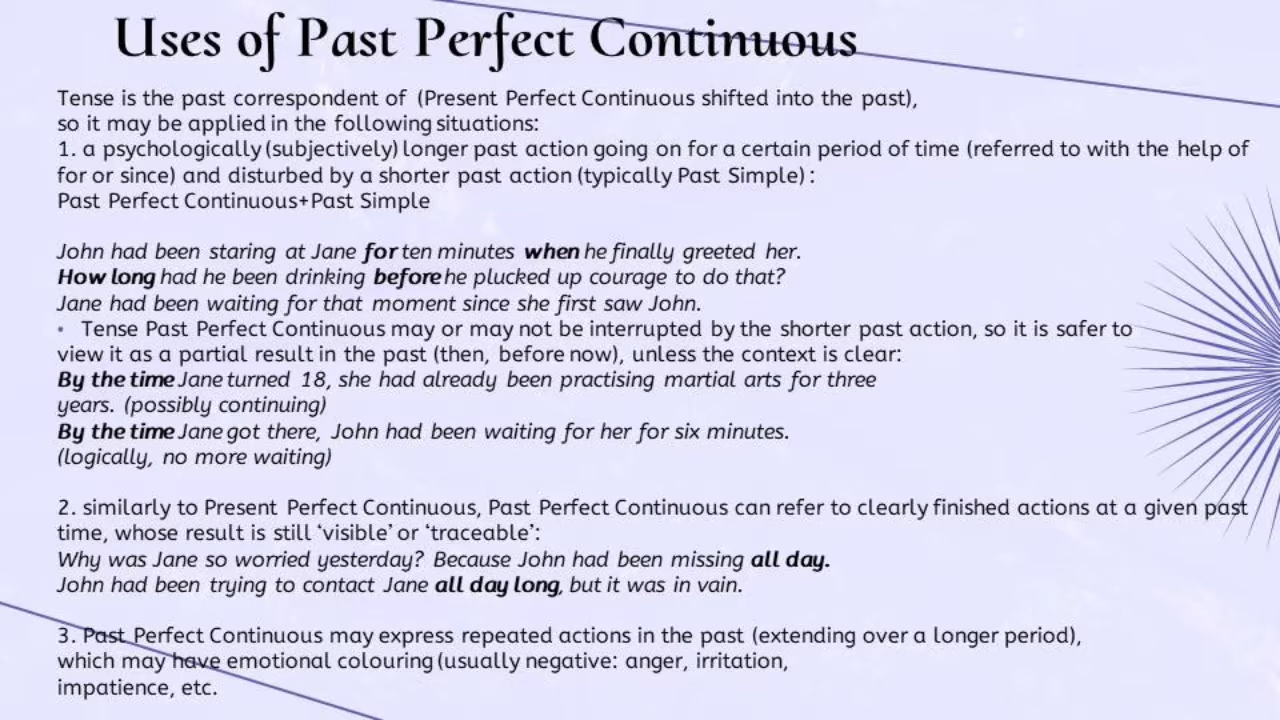 Uses of Past Perfect Continuous
Tense is the past correspondent of (Present Perfect Continuous shifted into the past),
so it may be applied in the following situations:
1. a psychologically (subjectively) longer past action going on for a certain period of time (referred to with the help of
for or since) and disturbed by a shorter past action (typically Past Simple) :
Past Perfect Continuous+Past Simple
John had been staring at Jane for ten minutes when he finally greeted her.
How long had he been drinking before he plucked up courage to do that?
Jane had been waiting for that moment since she first saw John.
• Tense Past Perfect Continuous may or may not be interrupted by the shorter past action, so it is safer to
view it as a partial result in the past (then, before now), unless the context is clear:
By the time Jane turned 18, she had already been practising martial arts for three
years. (possibly continuing)
By the time Jane got there, John had been waiting for her for six minutes.
(logically, no more waiting)
2. similarly to Present Perfect Continuous, Past Perfect Continuous can refer to clearly finished actions at a given past
time, whose result is still ‘visible’ or ‘traceable’:
Why was Jane so worried yesterday? Because John had been missing all day.
John had been trying to contact Jane all day long, but it was in vain.
3. Past Perfect Continuous may express repeated actions in the past (extending over a longer period),
which may have emotional colouring (usually negative: anger, irritation,
impatience, etc.